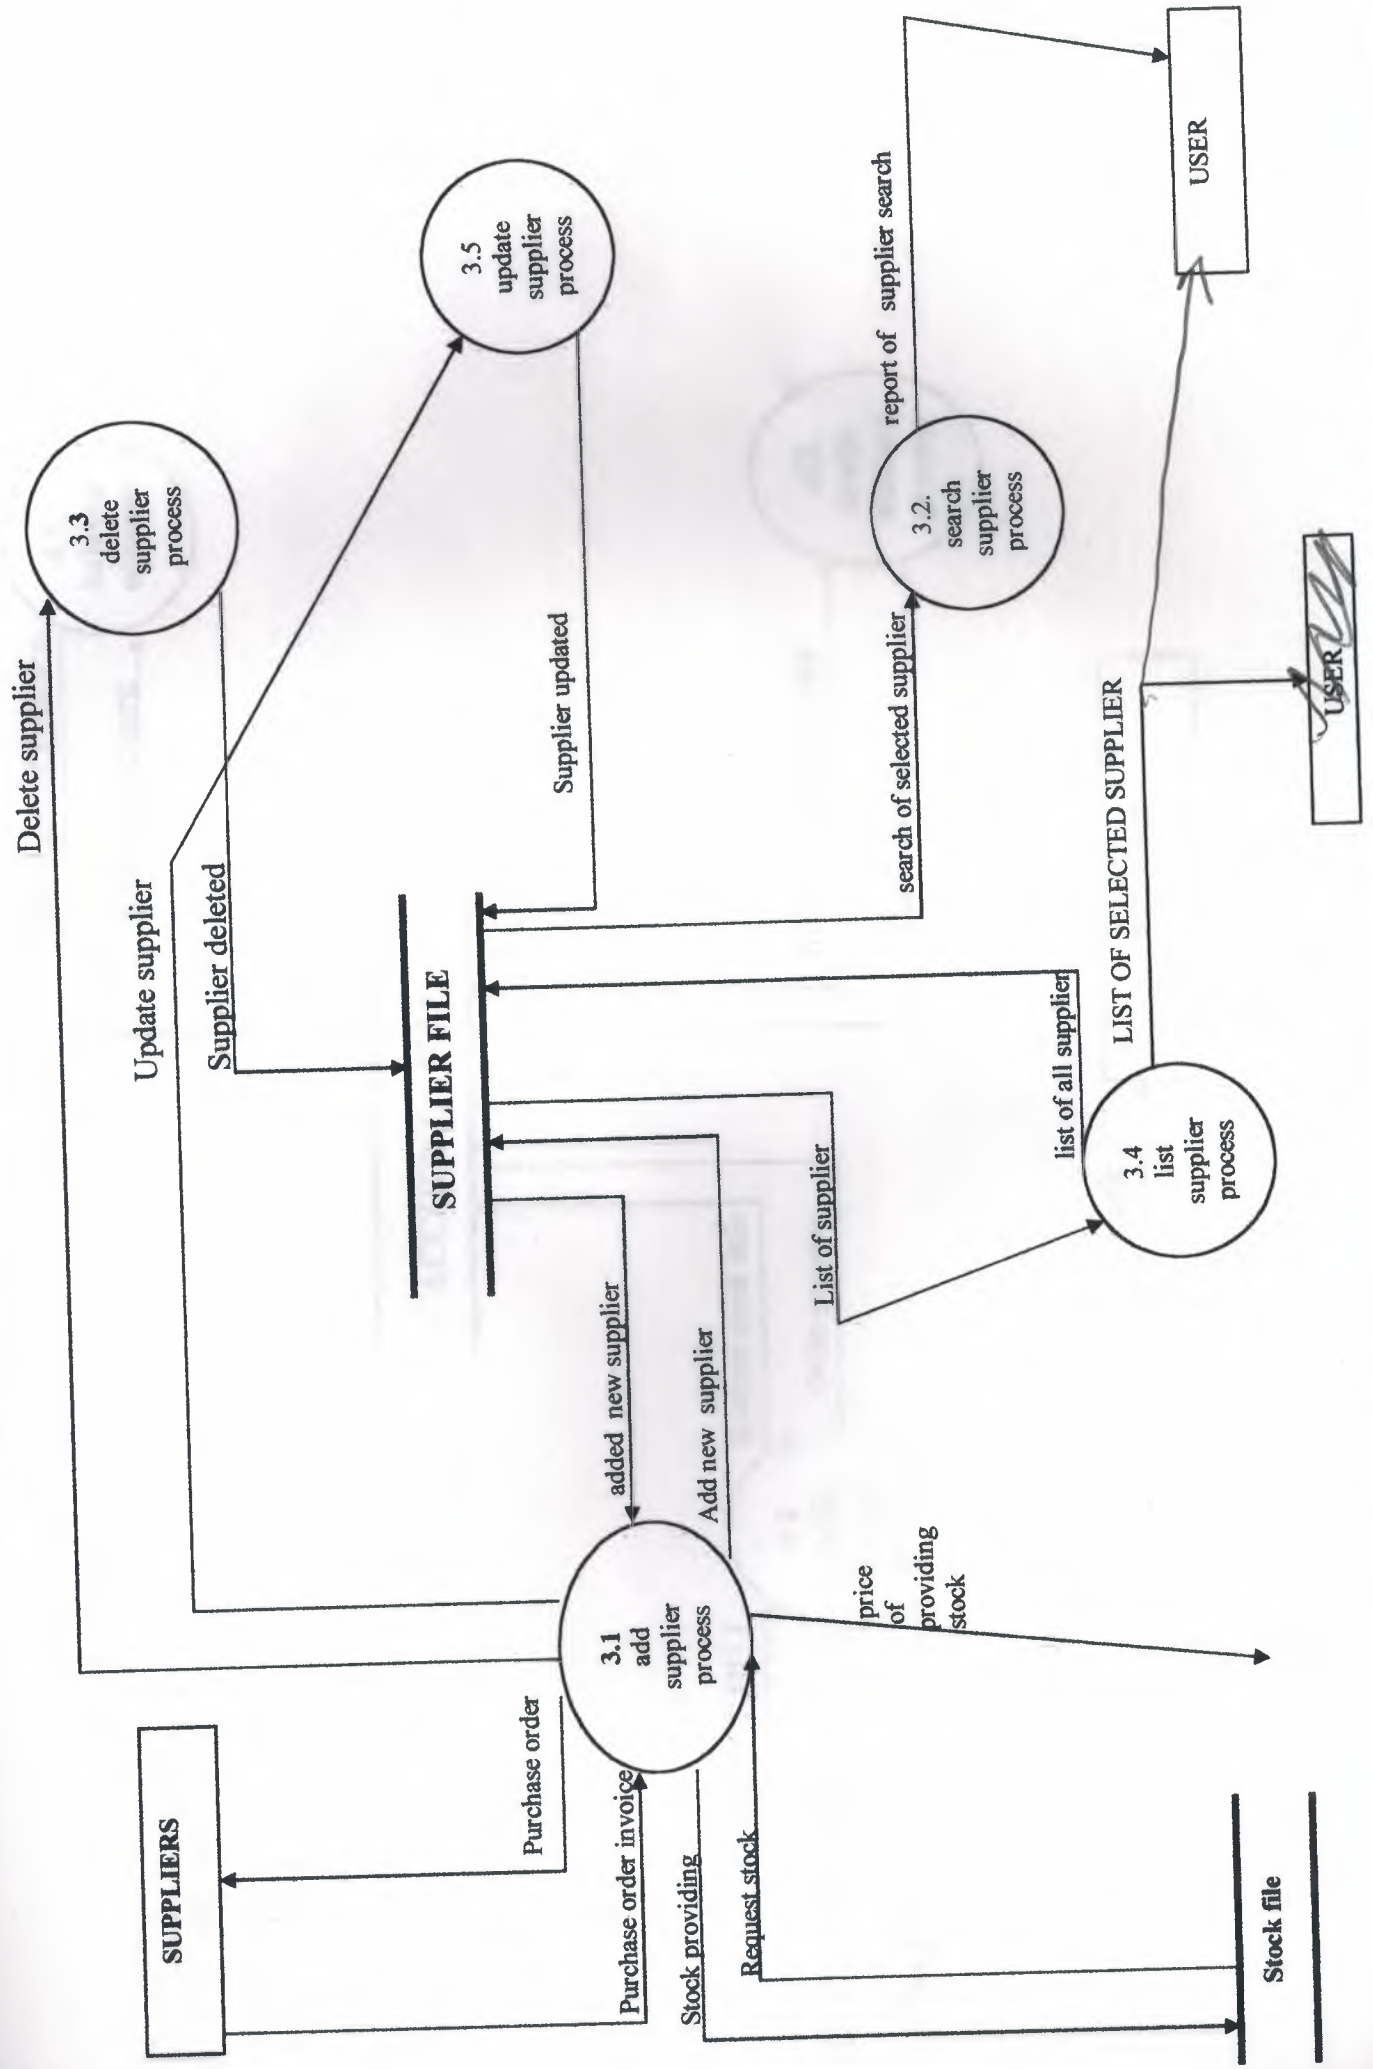 Delete supplier
3.3
delete
supplier
process
Update supplier
Supplier deleted
3.5
update
supplier
process
Supplier updated
SUPPLIERS
Purchase order
Purchase order invoice
Stock providing
Request stock
3.1
add
supplier
process
added new supplier
Add new supplier
SUPPLIER FILE
List of supplier
search of selected supplier
3.2.
search
supplier
process
report of supplier search
USER
price
of
providing
stock
list of all supplier
3.4
list
supplier
process
LIST OF SELECTED SUPPLIER
USER
Stock file